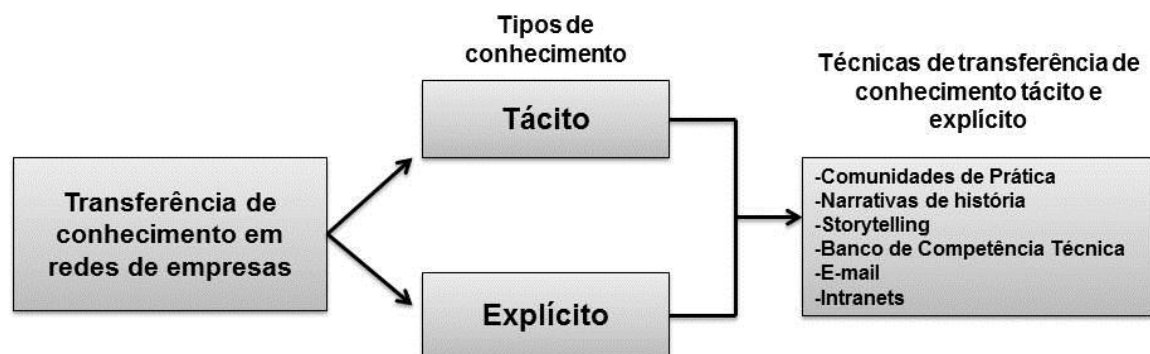 Transferência de
conhecimento em
redes de empresas
Tipos de
conhecimento
Tácito
Explícito
Técnicas de transferência de
conhecimento tácito e
explícito
-Comunidades de Prática
-Narrativas de história
-Storytelling
-Banco de Competência Técnica
-E-mail
-Intranets